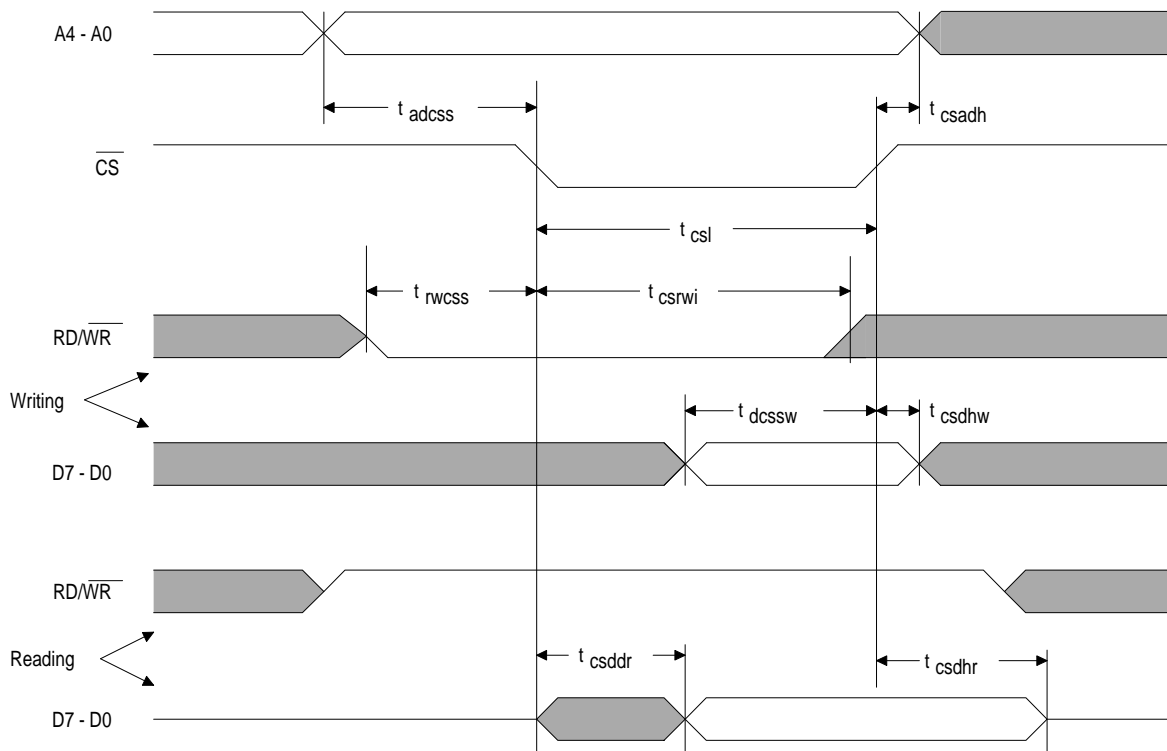 A4 - A0
t adcss
t csadh
CS
t csl
t rwcss
t csrwi
RD/WR
Writing
t dcssw
t csdhw
D7 - D0
RD/WR
Reading
t csddr
t csdhr
D7 - D0